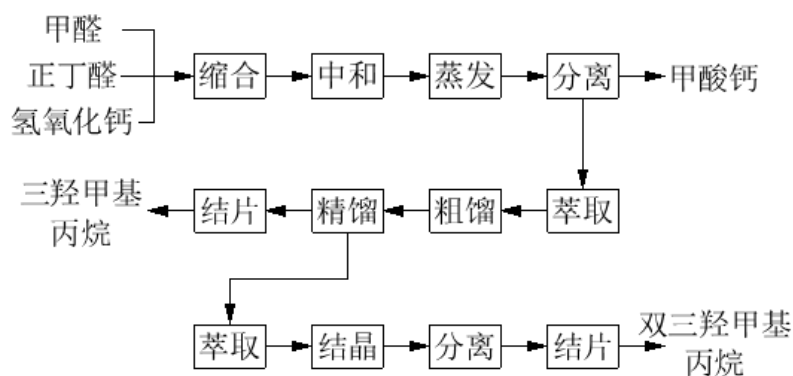 甲醛
正丁醛
氢氧化钙
缩合
中和
蒸发
分离
甲酸钙
三羟甲基
丙烷
结片
精馏
粗馏
萃取
萃取
结晶
分离
结片
双三羟甲基
丙烷